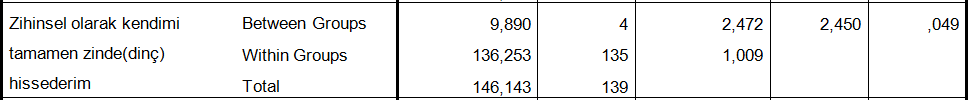 Zihinsel olarak kendimi Between Groups 9,890 4 2,472 2,450 ,049
tamamen zinde(dinç) Within Groups 136,253 135 1,009
hissederim Total 146,143 139